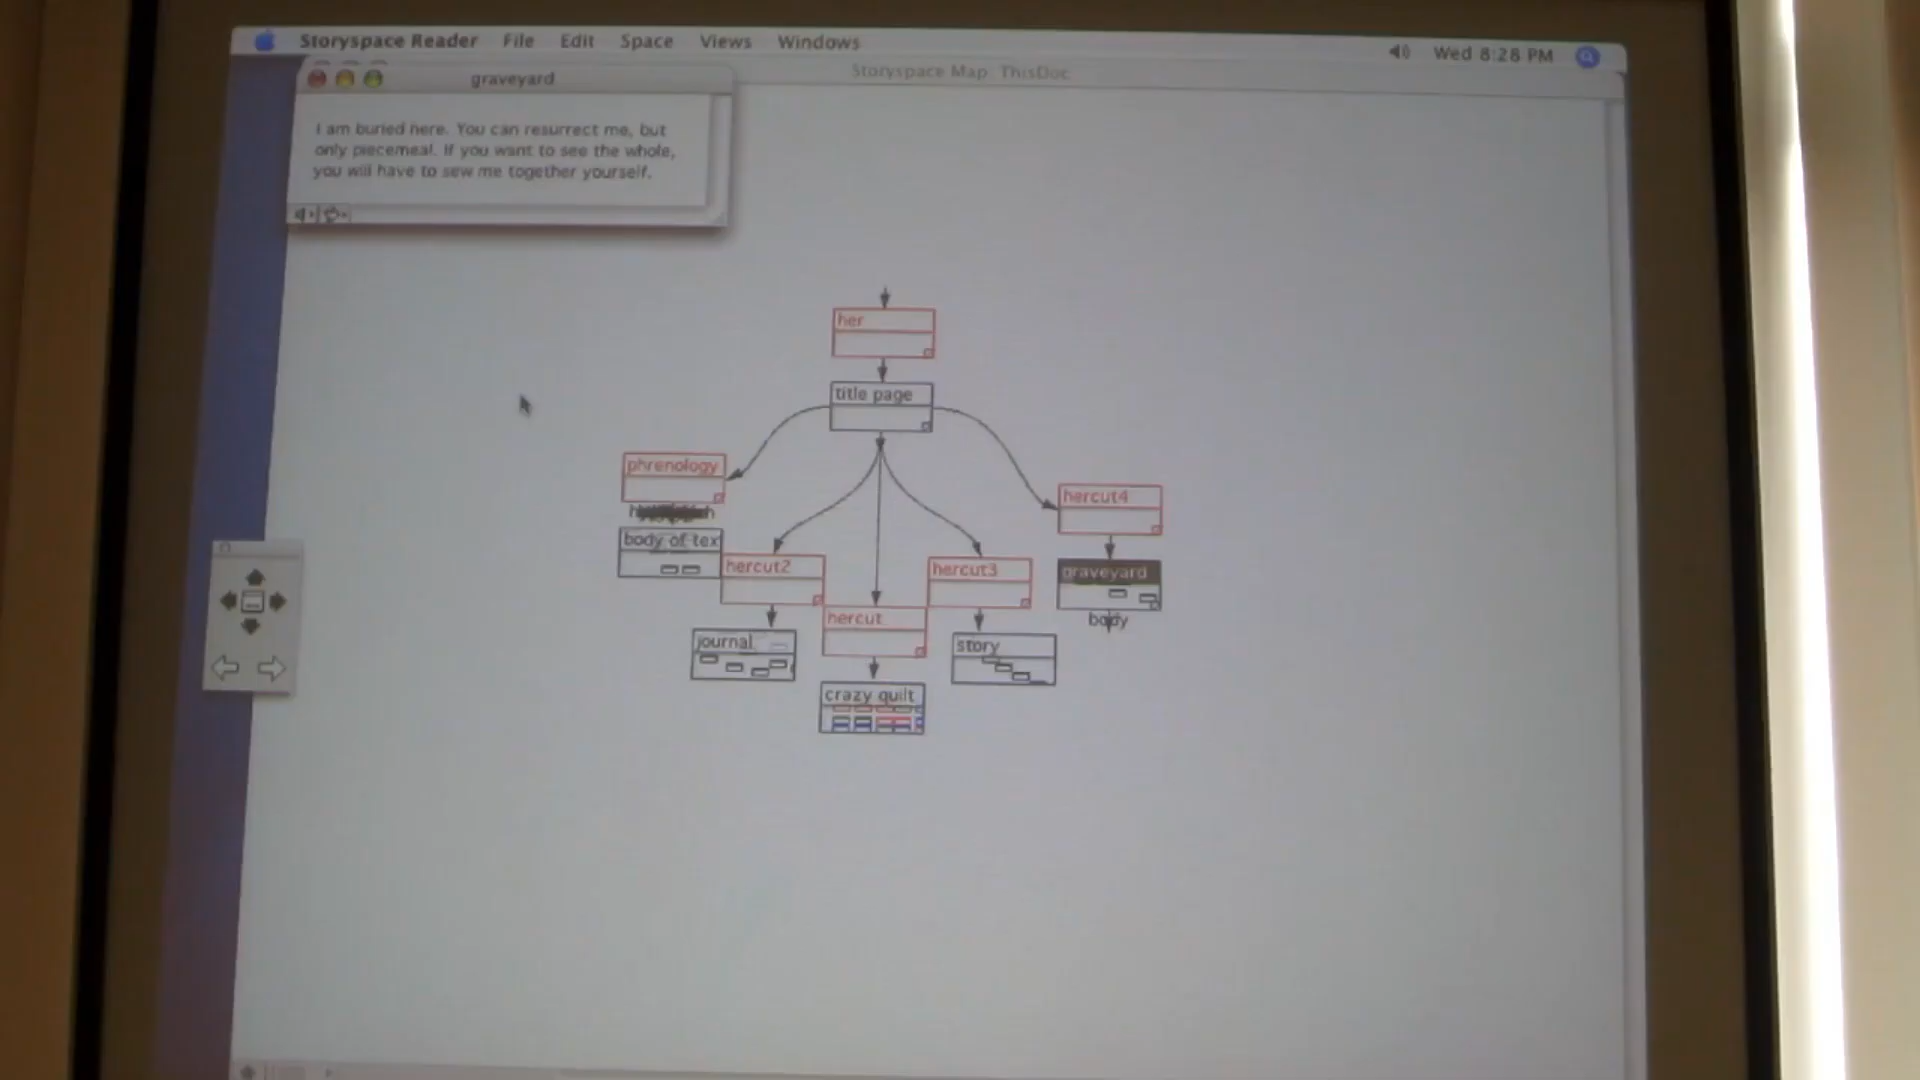 Storyspace Reader File Edit Space Views Windows Wed 8:28 PM
Storyspace Map: ThisDoc
graveyard
I am buried here. You can resurrect me, but
only piecemeal. If you want to see the whole,
you will have to sew me together yourself.
her
title page
phrenology
hercut4
body of tex
hercut2
hercut3
graveyard
hercut
body
journal
story
crazy quilt